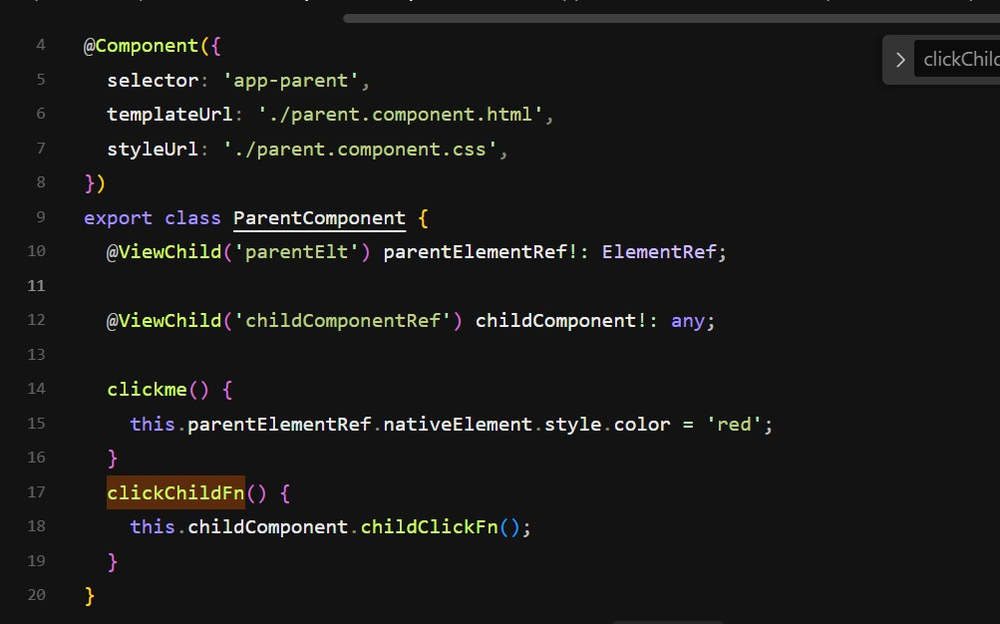 4 @Component({
5   selector: 'app-parent',
6   templateUrl: './parent.component.html',
7   styleUrl: './parent.component.css',
8 })
9 export class ParentComponent {
10   @ViewChild('parentElt') parentElementRef!: ElementRef;
11
12   @ViewChild('childComponentRef') childComponent!: any;
13
14   clickme() {
15     this.parentElementRef.nativeElement.style.color = 'red';
16   }
17   clickChildFn() {
18     this.childComponent.childClickFn();
19   }
20 }
clickChild